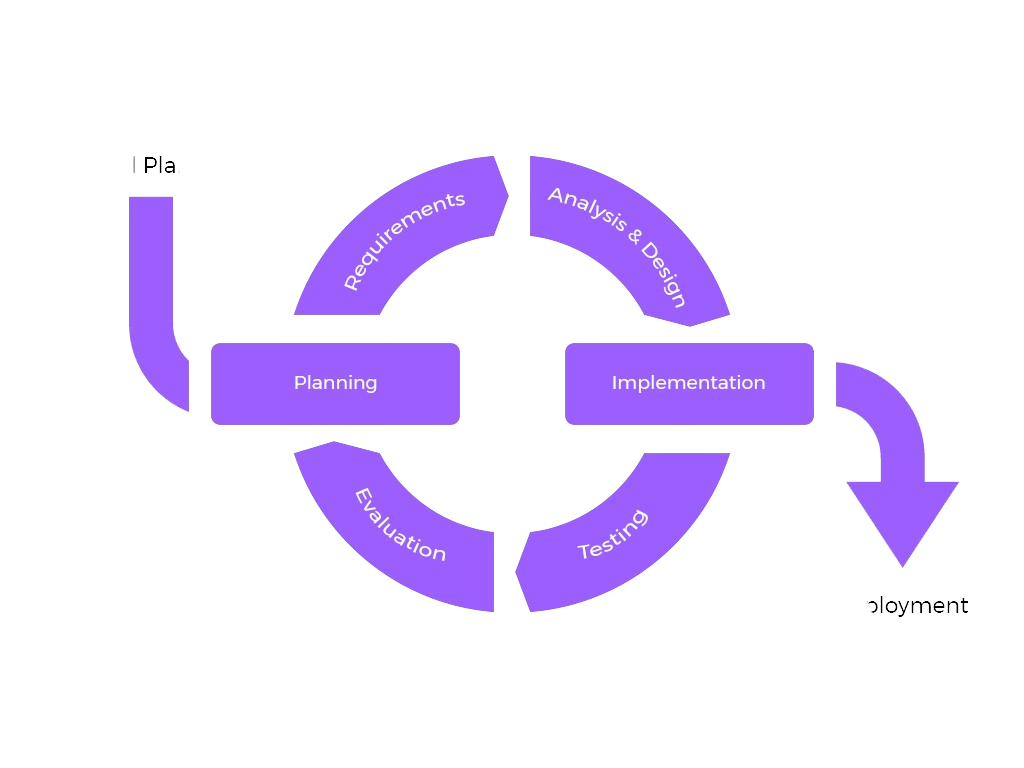 Pla
Requirements
Analysis & Design
Planning
Implementation
Evaluation
Testing
ployment